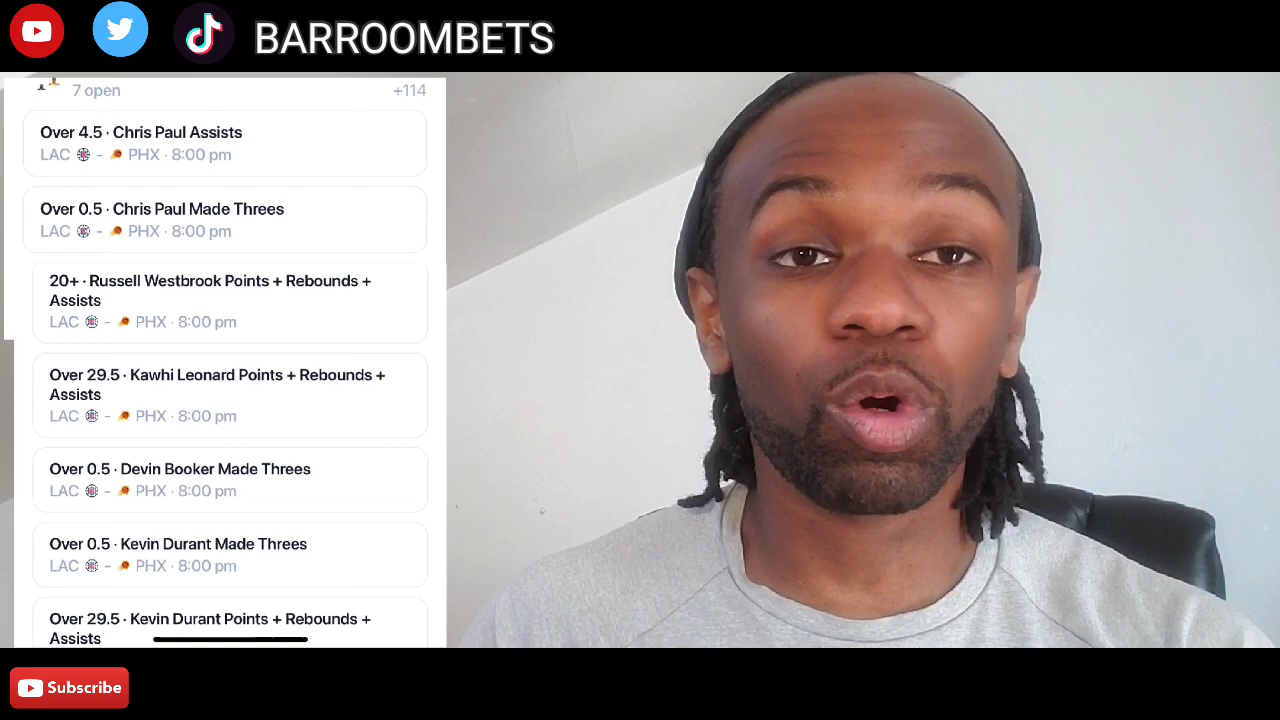 BARROOMBETS
7 open +114
Over 4.5 · Chris Paul Assists
LAC - PHX · 8:00 pm
Over 0.5 · Chris Paul Made Threes
LAC - PHX · 8:00 pm
20+ · Russell Westbrook Points + Rebounds +
Assists
LAC - PHX · 8:00 pm
Over 29.5 · Kawhi Leonard Points + Rebounds +
Assists
LAC - PHX · 8:00 pm
Over 0.5 · Devin Booker Made Threes
LAC - PHX · 8:00 pm
Over 0.5 · Kevin Durant Made Threes
LAC - PHX · 8:00 pm
Over 29.5 · Kevin Durant Points + Rebounds +
Assists
Subscribe